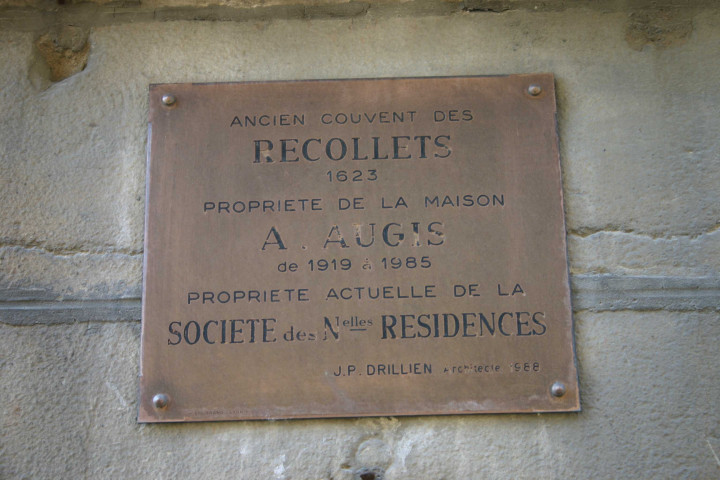 ANCIEN COUVENT DES
RECOLLETS
1623
PROPRIETE DE LA MAISON
A. AUGIS
de 1919 à 1985
PROPRIETE ACTUELLE DE LA
SOCIETE des Nelles RESIDENCES
J.P. DRILLIEN Architecte 1988